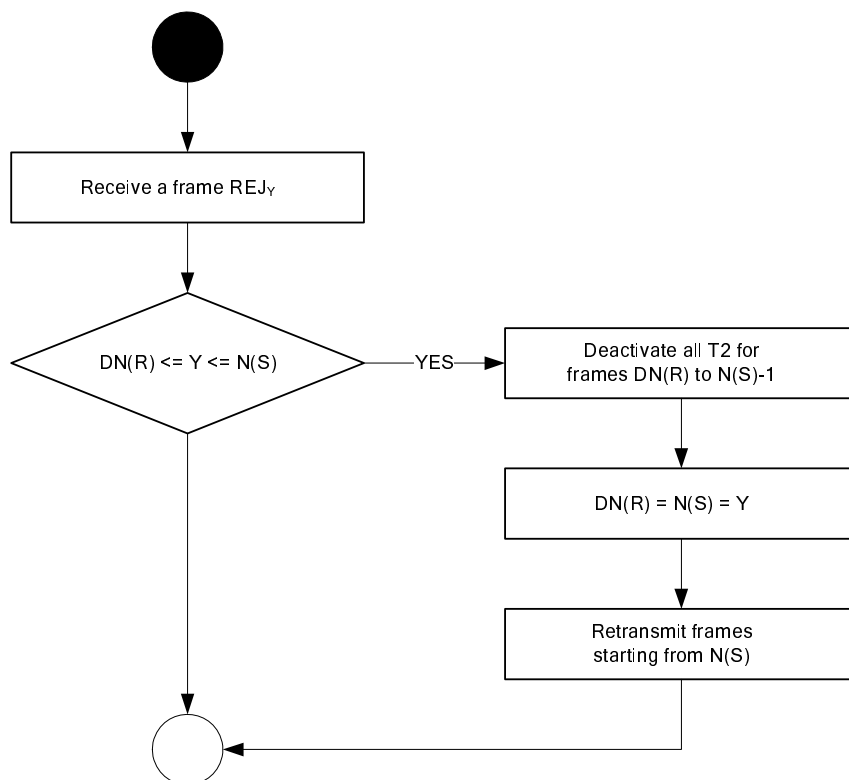 Receive a frame REJY
DN(R) <= Y <= N(S)
YES
Deactivate all T2 for
frames DN(R) to N(S)-1
DN(R) = N(S) = Y
Retransmit frames
starting from N(S)